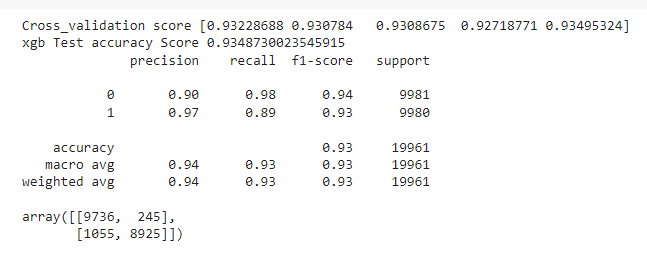 Cross_validation score [0.93228688 0.930784   0.9308675  0.92718771 0.93495324]
xgb Test accuracy Score 0.9348730023545915
              precision    recall  f1-score   support

           0       0.90      0.98      0.94      9981
           1       0.97      0.89      0.93      9980

    accuracy                           0.93     19961
   macro avg       0.94      0.93      0.93     19961
weighted avg       0.94      0.93      0.93     19961

array([[9736,  245],
       [1055, 8925]])